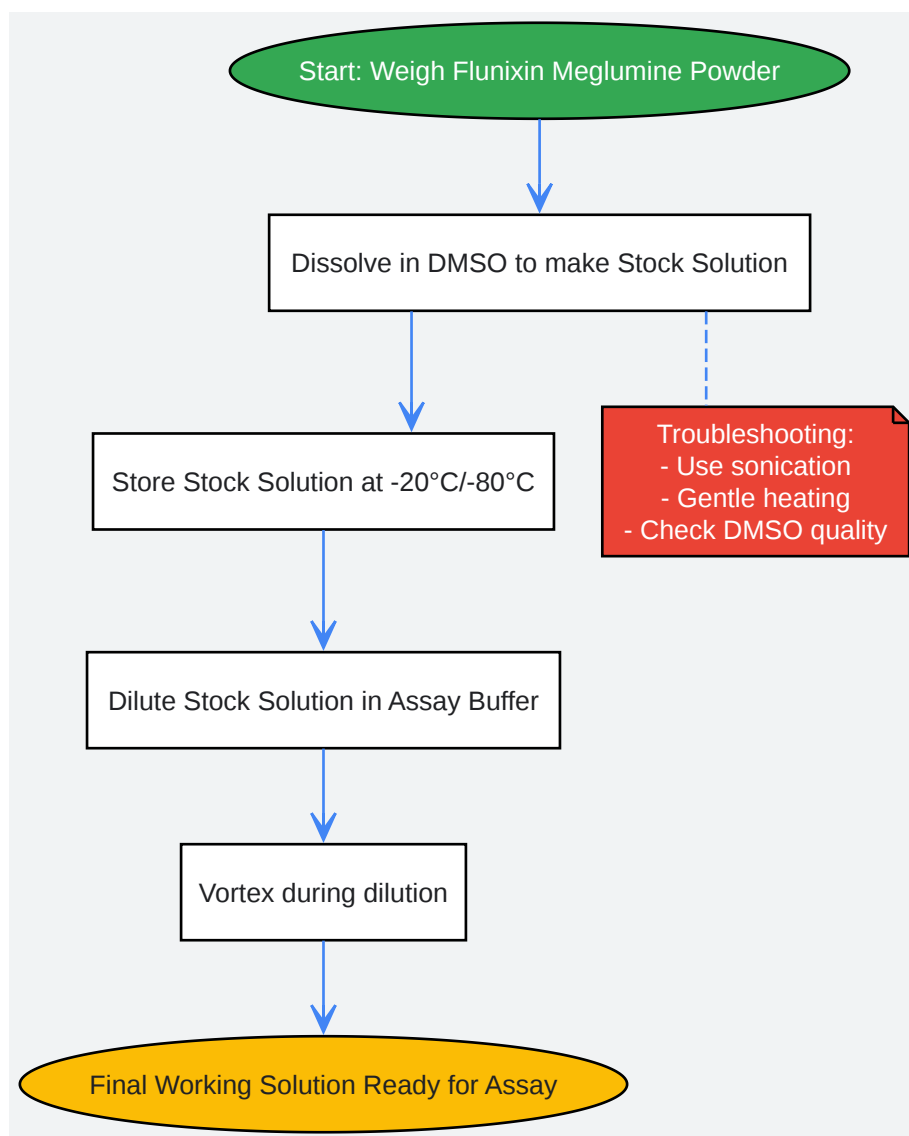 Start: Weigh Flunixin Meglumine Powder
Dissolve in DMSO to make Stock Solution
Store Stock Solution at -20°C/-80°C
Troubleshooting:
- Use sonication
- Gentle heating
- Check DMSO quality
Dilute Stock Solution in Assay Buffer
Vortex during dilution
Final Working Solution Ready for Assay